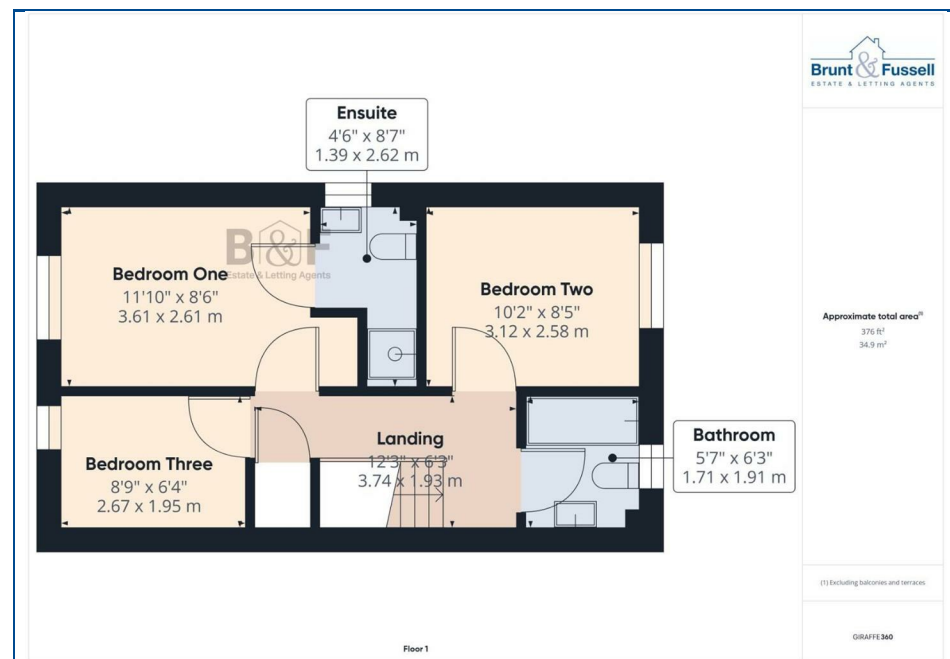 Brunt & Fussell
ESTATE & LETTING AGENTS
Ensuite
4'6" x 8'7"
1.39 x 2.62 m
B&F
Estate & Letting Agents
Bedroom One
11'10" x 8'6"
3.61 x 2.61 m
Bedroom Two
10'2" x 8'5"
3.12 x 2.58 m
Approximate total area(1)
376 ft²
34.9 m²
Landing
12'3" x 6'3"
3.74 x 1.93 m
Bathroom
5'7" x 6'3"
1.71 x 1.91 m
Bedroom Three
8'9" x 6'4"
2.67 x 1.95 m
(1) Excluding balconies and terraces
Floor 1
GIRAFFE360